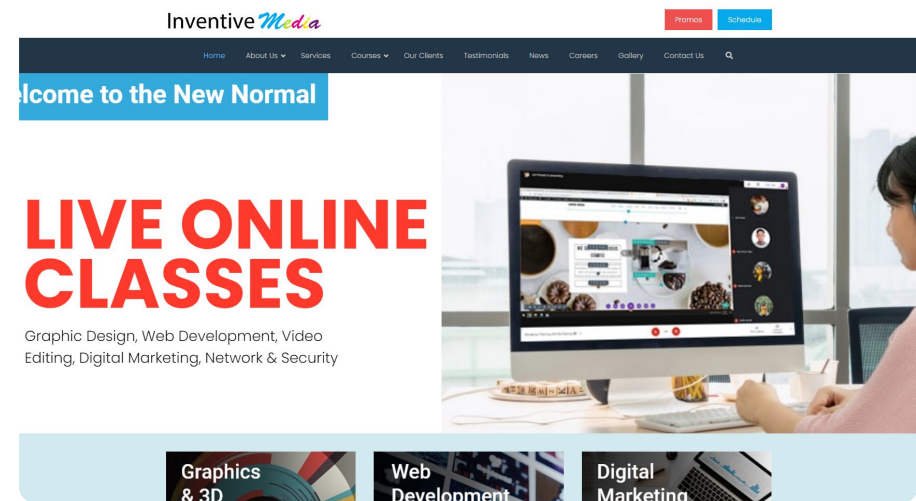 Inventive Media
Promos Schedule
Home About Us Services Courses Our Clients Testimonials News Careers Gallery Contact Us
elcome to the New Normal
LIVE ONLINE
CLASSES
Graphic Design, Web Development, Video
Editing, Digital Marketing, Network & Security
Graphics
& 3D
Web
Development
Digital
Marketing